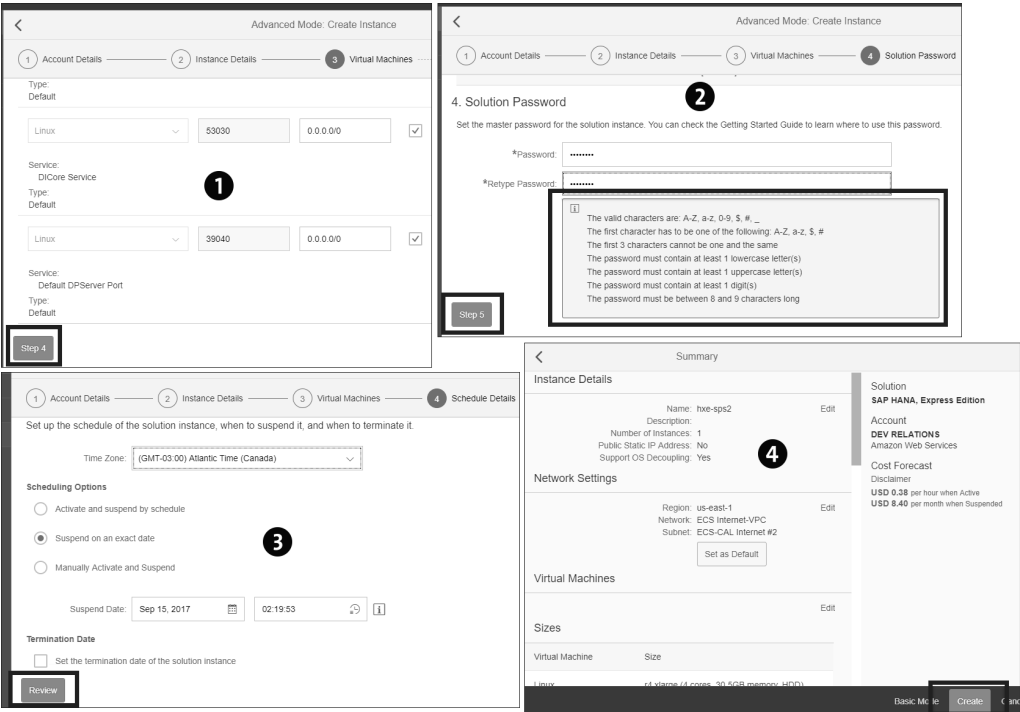 Advanced Mode: Create Instance
1 Account Details 2 Instance Details 3 Virtual Machines
Type:
Default
Linux 53030 0.0.0.0/0
Service:
DICore Service
Type:
Default
1
Linux 39040 0.0.0.0/0
Service:
Default DPServer Port
Type:
Default
Step 4
Advanced Mode: Create Instance
1 Account Details 2 Instance Details 3 Virtual Machines 4 Solution Password
2
4. Solution Password
Set the master password for the solution instance. You can check the Getting Started Guide to learn where to use this password.
*Password: ••••••••
*Retype Password: ••••••••
The valid characters are: A-Z, a-z, 0-9, $, #, _
The first character has to be one of the following: A-Z, a-z, $, #
The first 3 characters cannot be one and the same
The password must contain at least 1 lowercase letter(s)
The password must contain at least 1 uppercase letter(s)
The password must contain at least 1 digit(s)
The password must be between 8 and 9 characters long
Step 5
1 Account Details 2 Instance Details 3 Virtual Machines 4 Schedule Details
Set up the schedule of the solution instance, when to suspend it, and when to terminate it.
Time Zone: (GMT-03:00) Atlantic Time (Canada)
Scheduling Options
Activate and suspend by schedule
Suspend on an exact date
3
Manually Activate and Suspend
Suspend Date: Sep 15, 2017 02:19:53
Termination Date
Set the termination date of the solution instance
Review
Summary
Instance Details
Name: hxe-sps2 Edit
Description:
Number of Instances: 1
Public Static IP Address: No
Support OS Decoupling: Yes
4
Network Settings
Region: us-east-1 Edit
Network: ECS Internet-VPC
Subnet: ECS-CAL Internet #2
Set as Default
Virtual Machines
Edit
Sizes
Virtual Machine Size
Linux r4.xlarge (4 cores, 30.5GB memory, HDD)
Solution
SAP HANA, Express Edition
Account
DEV RELATIONS
Amazon Web Services
Cost Forecast
Disclaimer
USD 0.38 per hour when Active
USD 8.40 per month when Suspended
Basic Mode Create Canc